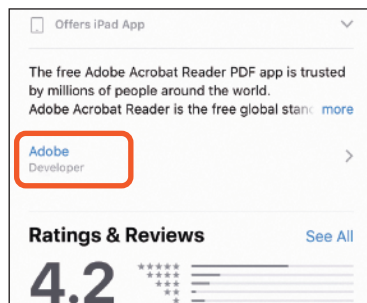 Offers iPad App
The free Adobe Acrobat Reader PDF app is trusted
by millions of people around the world.
Adobe Acrobat Reader is the free global stan more
Adobe
Developer
Ratings & Reviews See All
4.2